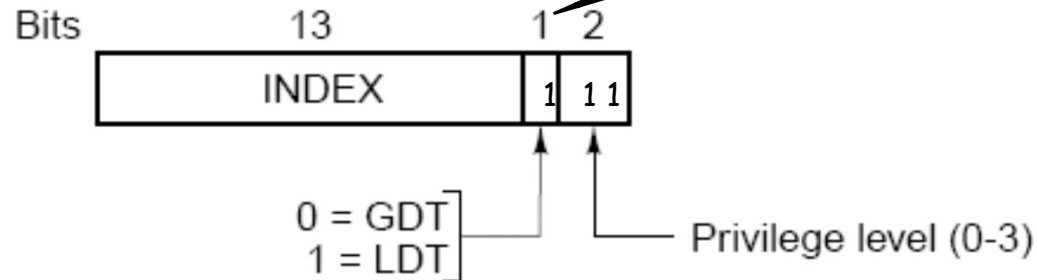 Bits 13 1 2
INDEX 1 1 1
0 = GDT
1 = LDT
Privilege level (0-3)